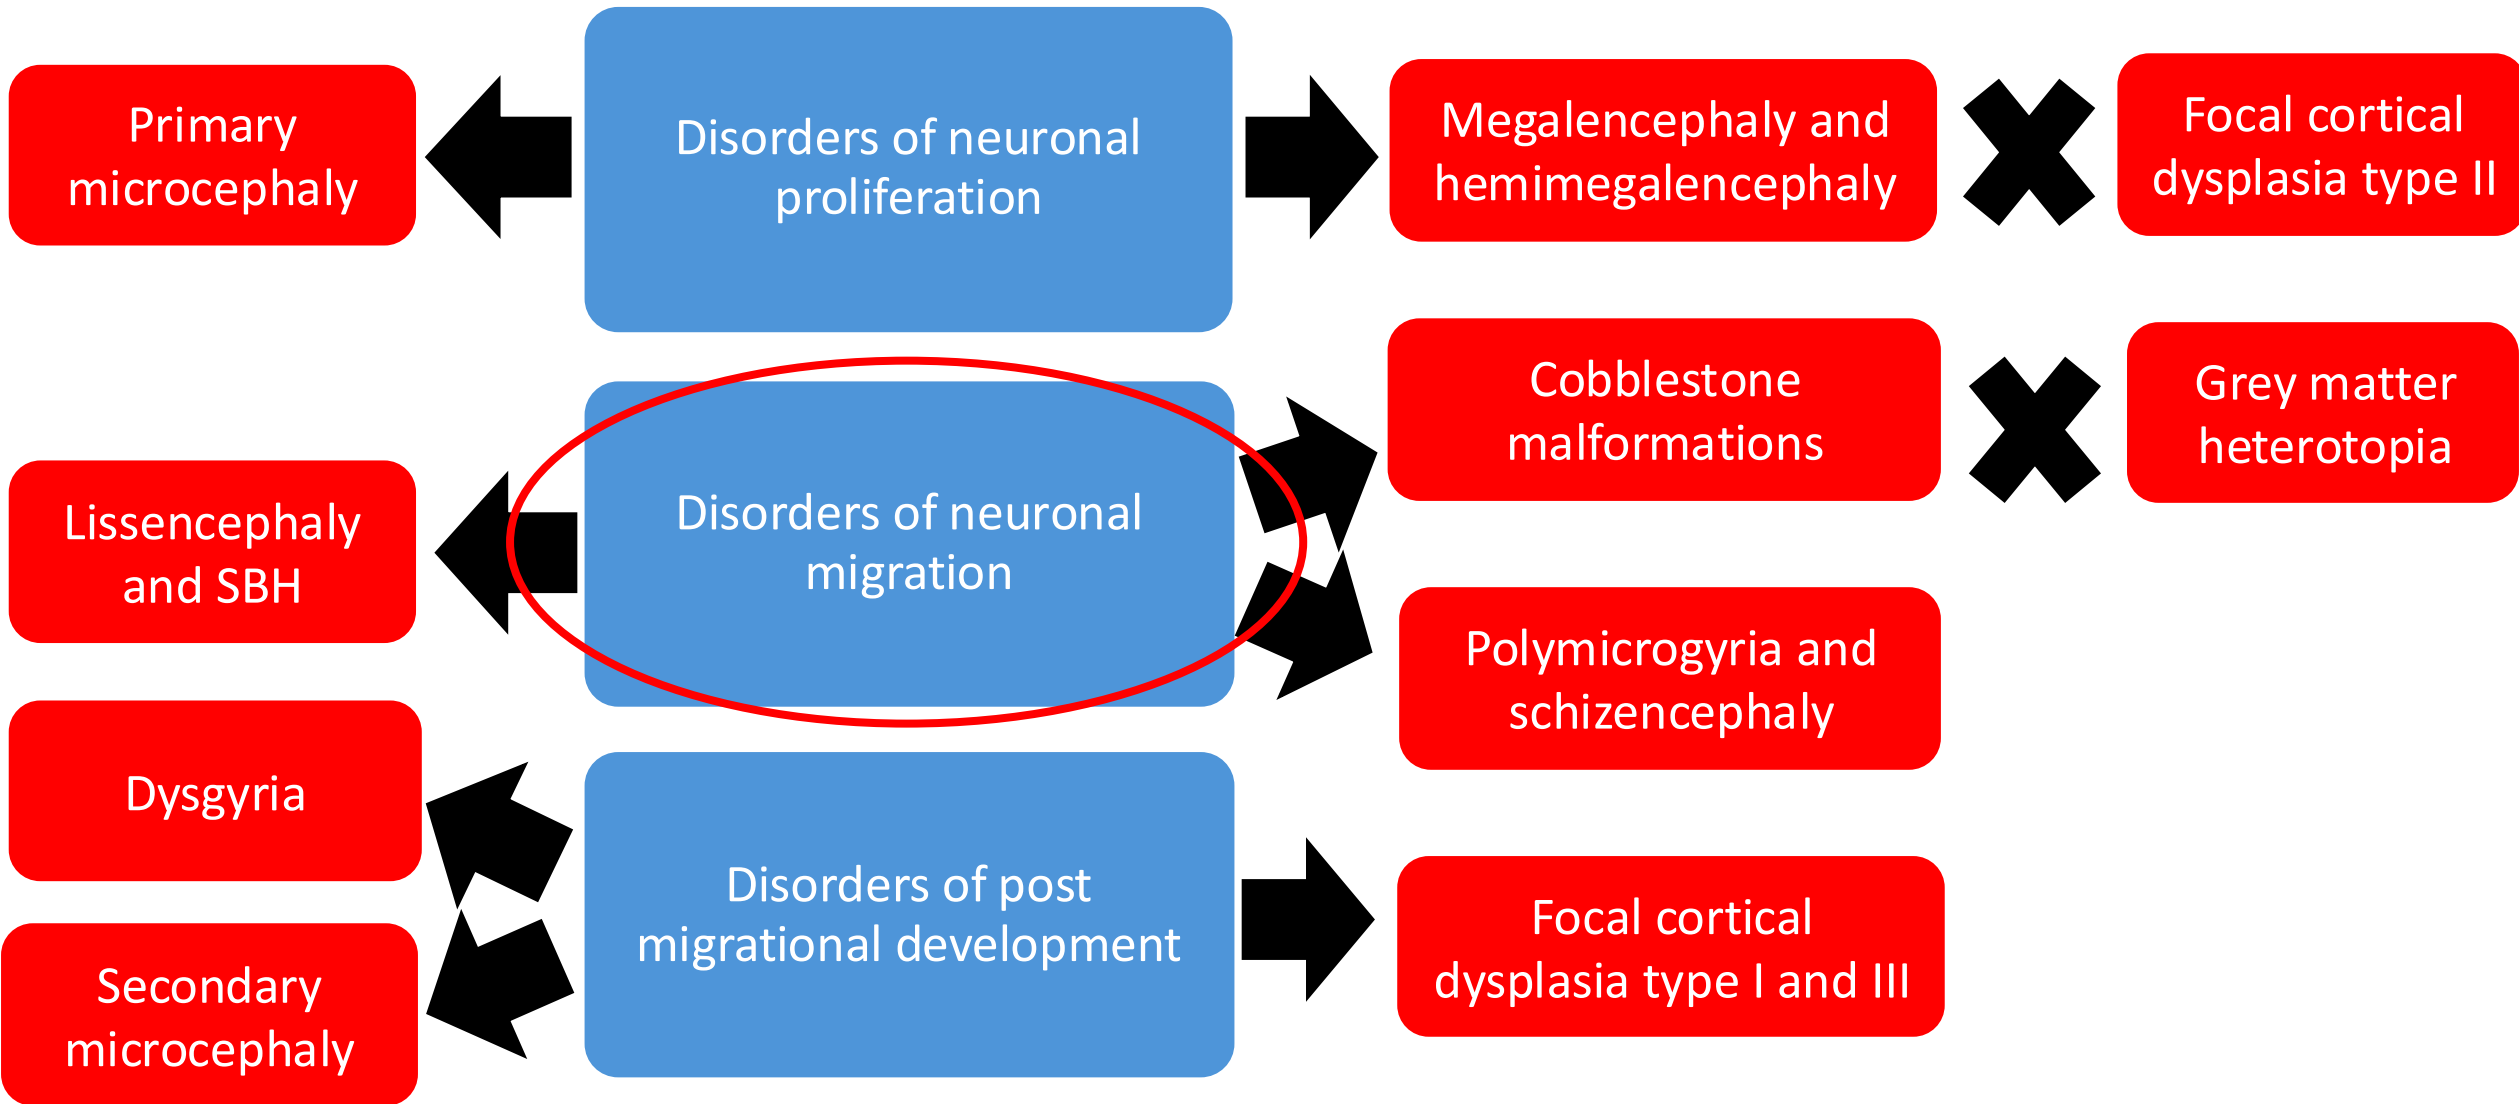 Primary
microcephaly
Disorders of neuronal
proliferation
Megalencephaly and
hemimegalencephaly
Focal cortical
dysplasia type II
Lissencephaly
and SBH
Disorders of neuronal
migration
Cobblestone
malformations
Grey matter
heterotopia
Polymicrogyria and
schizencephaly
Dysgyria
Secondary
microcephaly
Disorders of post
migrational development
Focal cortical
dysplasia type I and III